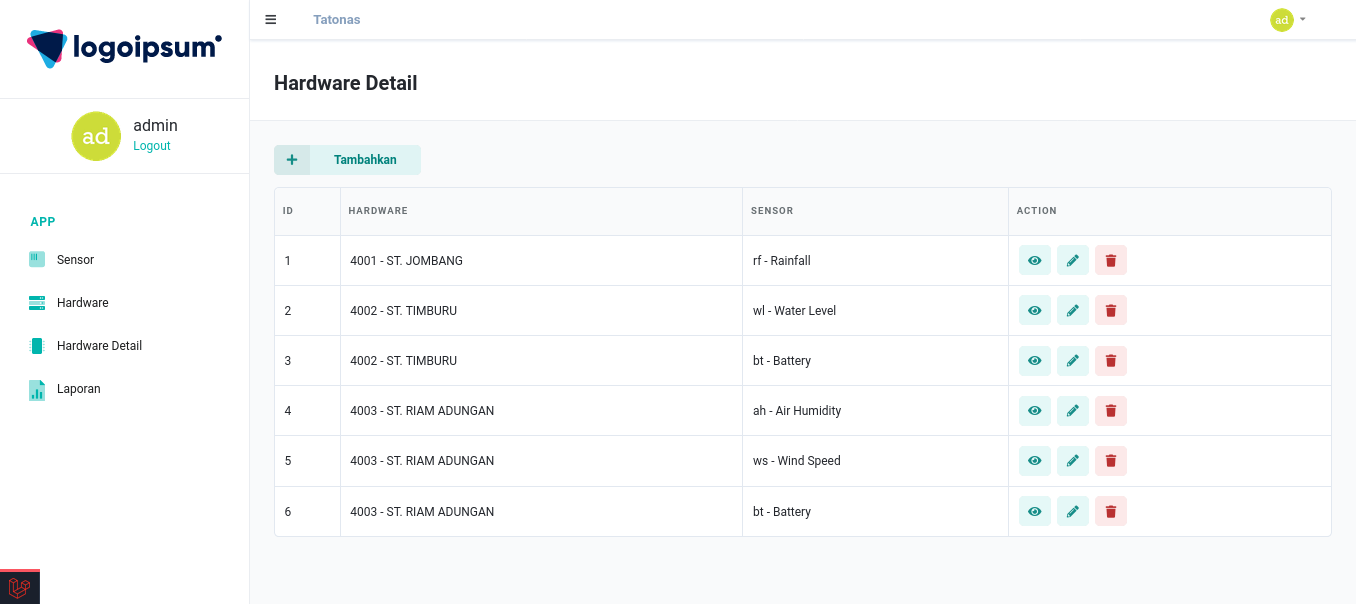 logoipsum
Tatonas
ad
Hardware Detail
ad
admin
Logout
APP
Sensor
Hardware
Hardware Detail
Laporan
Tambahkan
ID HARDWARE SENSOR ACTION
1 4001 - ST. JOMBANG rf - Rainfall
2 4002 - ST. TIMBURU wl - Water Level
3 4002 - ST. TIMBURU bt - Battery
4 4003 - ST. RIAM ADUNGAN ah - Air Humidity
5 4003 - ST. RIAM ADUNGAN ws - Wind Speed
6 4003 - ST. RIAM ADUNGAN bt - Battery